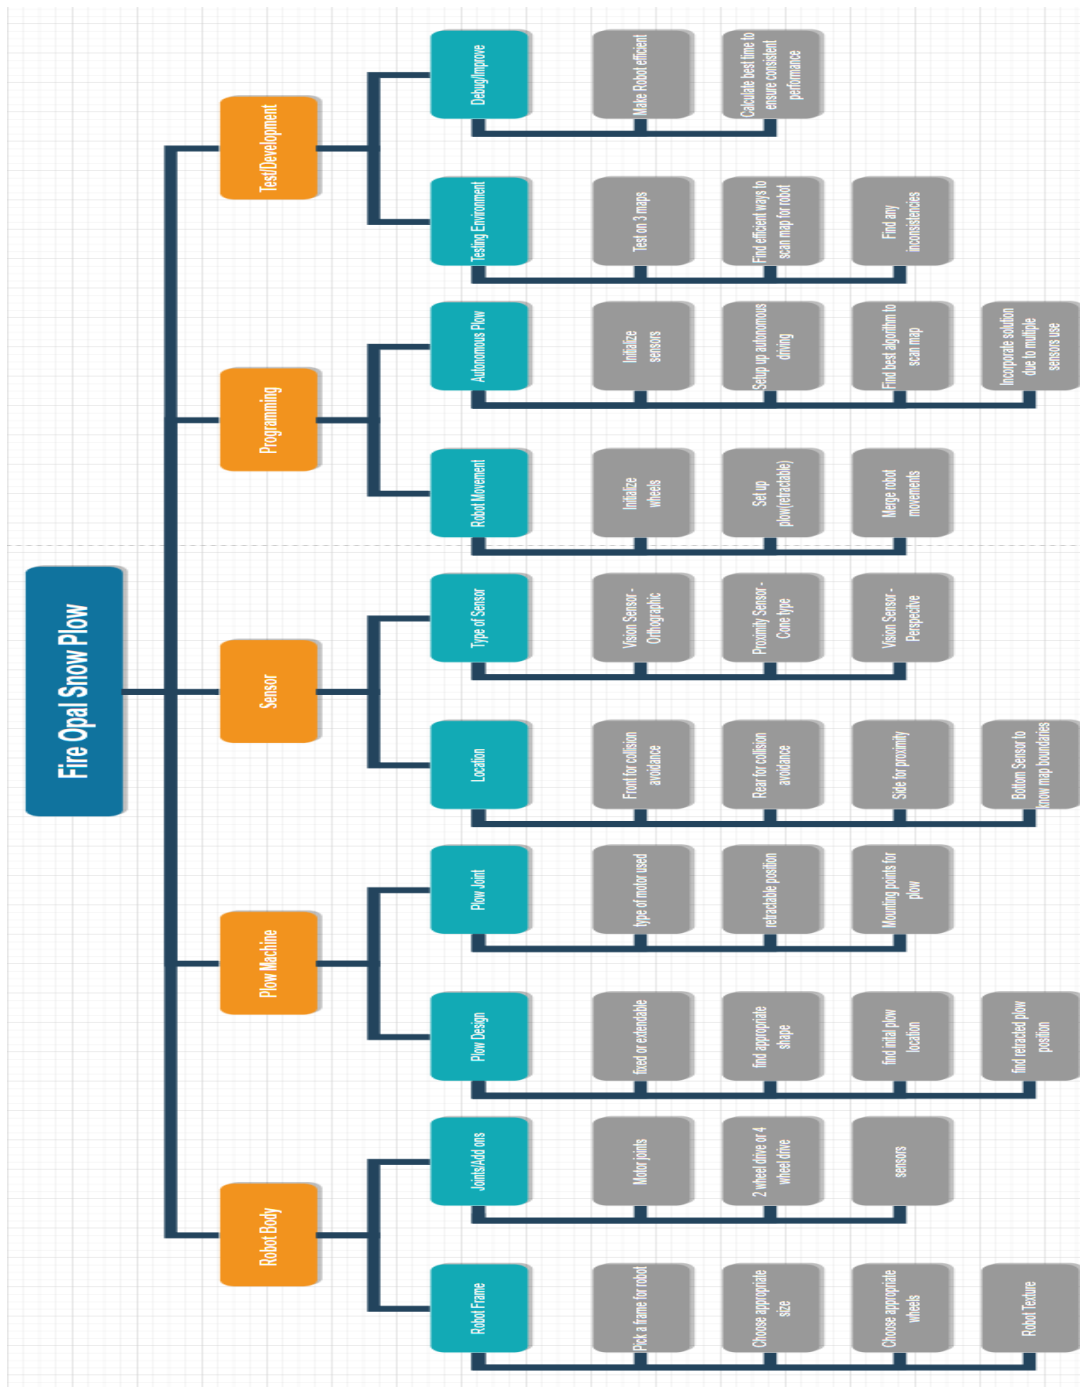 Fire Opal Snow Plow
Robot Body
Plow Machine
Sensor
Programming
Test/Development
Robot Frame
Pick a frame for robot
Choose appropriate
size
Choose appropriate
wheels
Robot Texture
Joints/Add ons
Motor joints
2 wheel drive or 4
wheel drive
sensors
Plow Design
fixed or extendable
find appropriate
shape
find inital plow
location
find retracted plow
position
Plow Joint
type of motor used
retractable position
Mounting points for
plow
Location
Front for collision
avoidance
Rear for collision
avoidance
Side for proximity
Bottom Sensor to
know map boundaries
Type of Sensor
Vision Sensor -
Orthographic
Proximity Sensor -
Cone type
Vision Sensor -
Perspecitve
Robot Movement
Initialize
wheels
Set up
plow(retractable)
Merge robot
movements
Autonomous Plow
Initialize
sensors
Setup up autonomous
driving
Find best algorithm to
scan map
Incorporate solution
due to multiple
sensors use
Testing Environment
Test on 3 maps
Find efficient ways to
scan map for robot
Find any
inconsistencies
Debug/Improve
Make Robot efficient
Calculate best time to
ensure consistent
performance